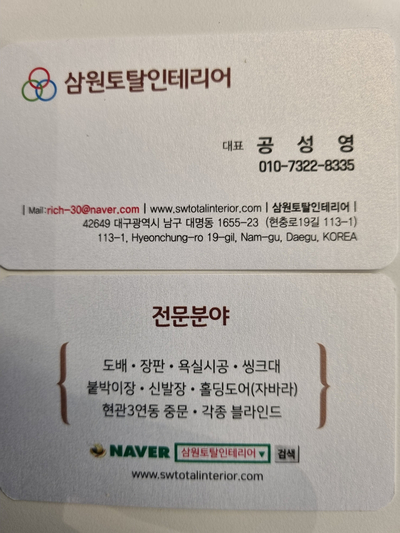 삼원토탈인테리어
대표 공 성 영
010-7322-8335
| Mail:rich-30@naver.com | www.swtotalinterior.com | 삼원토탈인테리어 |
42649 대구광역시 남구 대명동 1655-23 (현충로19길 113-1)
113-1, Hyeonchung-ro 19-gil, Nam-gu, Daegu, KOREA
전문분야
도배 • 장판 • 욕실시공 • 씽크대
붙박이장 • 신발장 • 홀딩도어(자바라)
현관3연동 중문 • 각종 블라인드
NAVER 삼원토탈인테리어 ▼ 검색
www.swtotalinterior.com